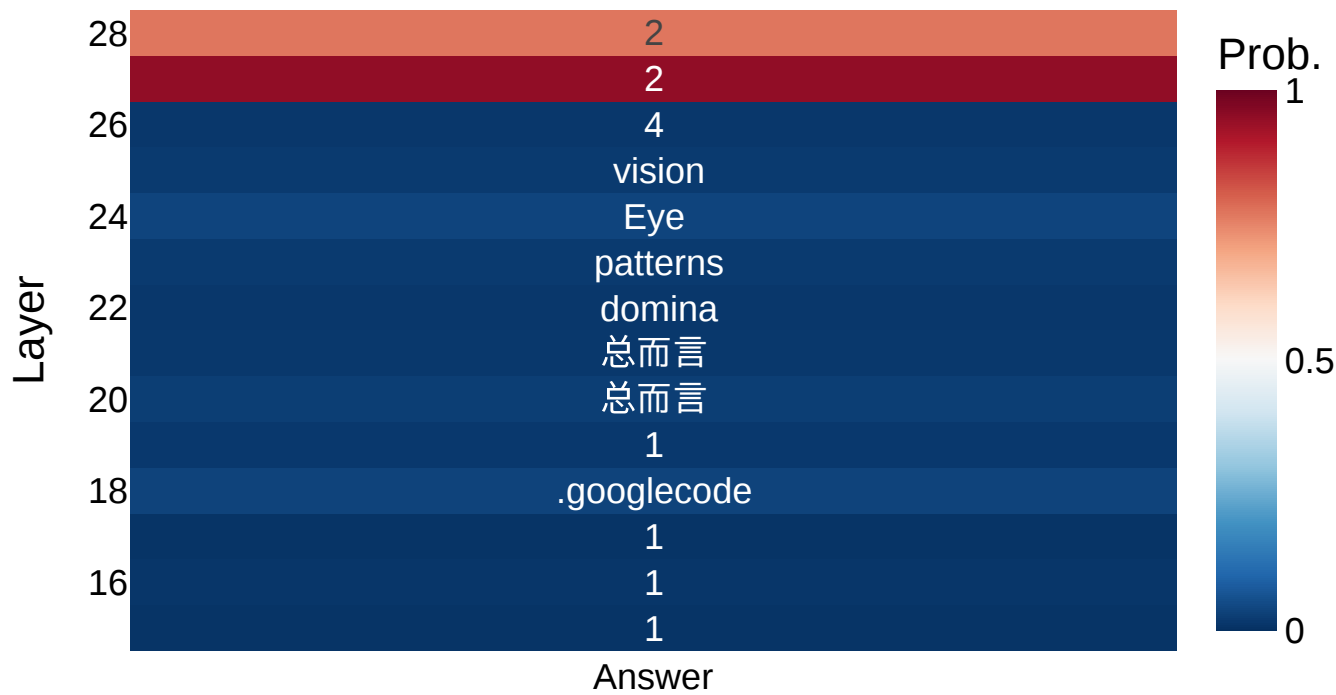 28
2
Prob.
2
1
26
4
vision
24
Eye
patterns
22
domina
Layer
总而言
0.5
20
总而言
1
18
.googlecode
1
16
1
1
0
Answer